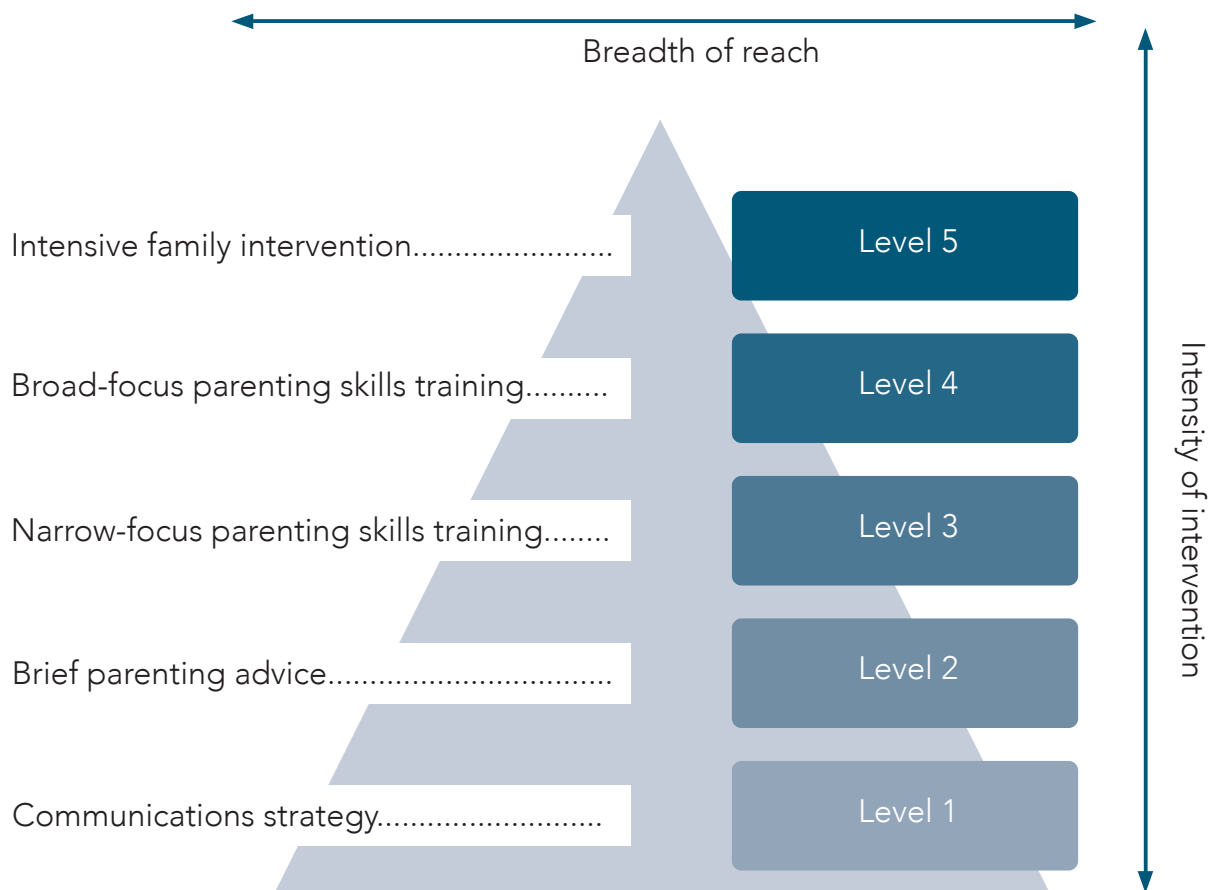 Breadth of reach
Intensive family intervention........................
Level 5
Broad-focus parenting skills training..........
Level 4
Narrow-focus parenting skills training........
Level 3
Brief parenting advice..................................
Level 2
Communications strategy...........................
Level 1
Intensity of intervention